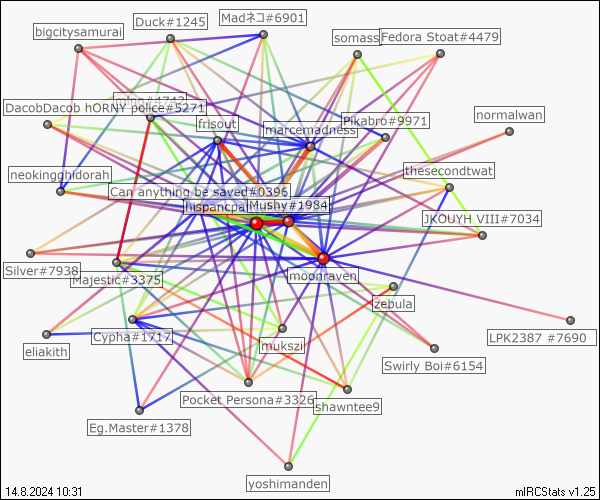 Duck#1245
Madネコ#6901
bigcitysamurai
somass
Fedora Stoat#4479
DacobDacob hORNY police#5271
frisout
marcemadness
Pikabro#9971
normalwan
neokingghidorah
thesecondtwat
Can anything be saved#0396
Mushy#1984
JKOUYH VIII#7034
Silver#7938
Majestic#3375
moonraven
zebula
eliakith
Cypha#1717
mukszi
LPK2387 #7690
Swirly Boi#6154
Pocket Persona#3326
shawntee9
Eg.Master#1378
yoshimanden
14.8.2024 10:31
mIRCStats v1.25